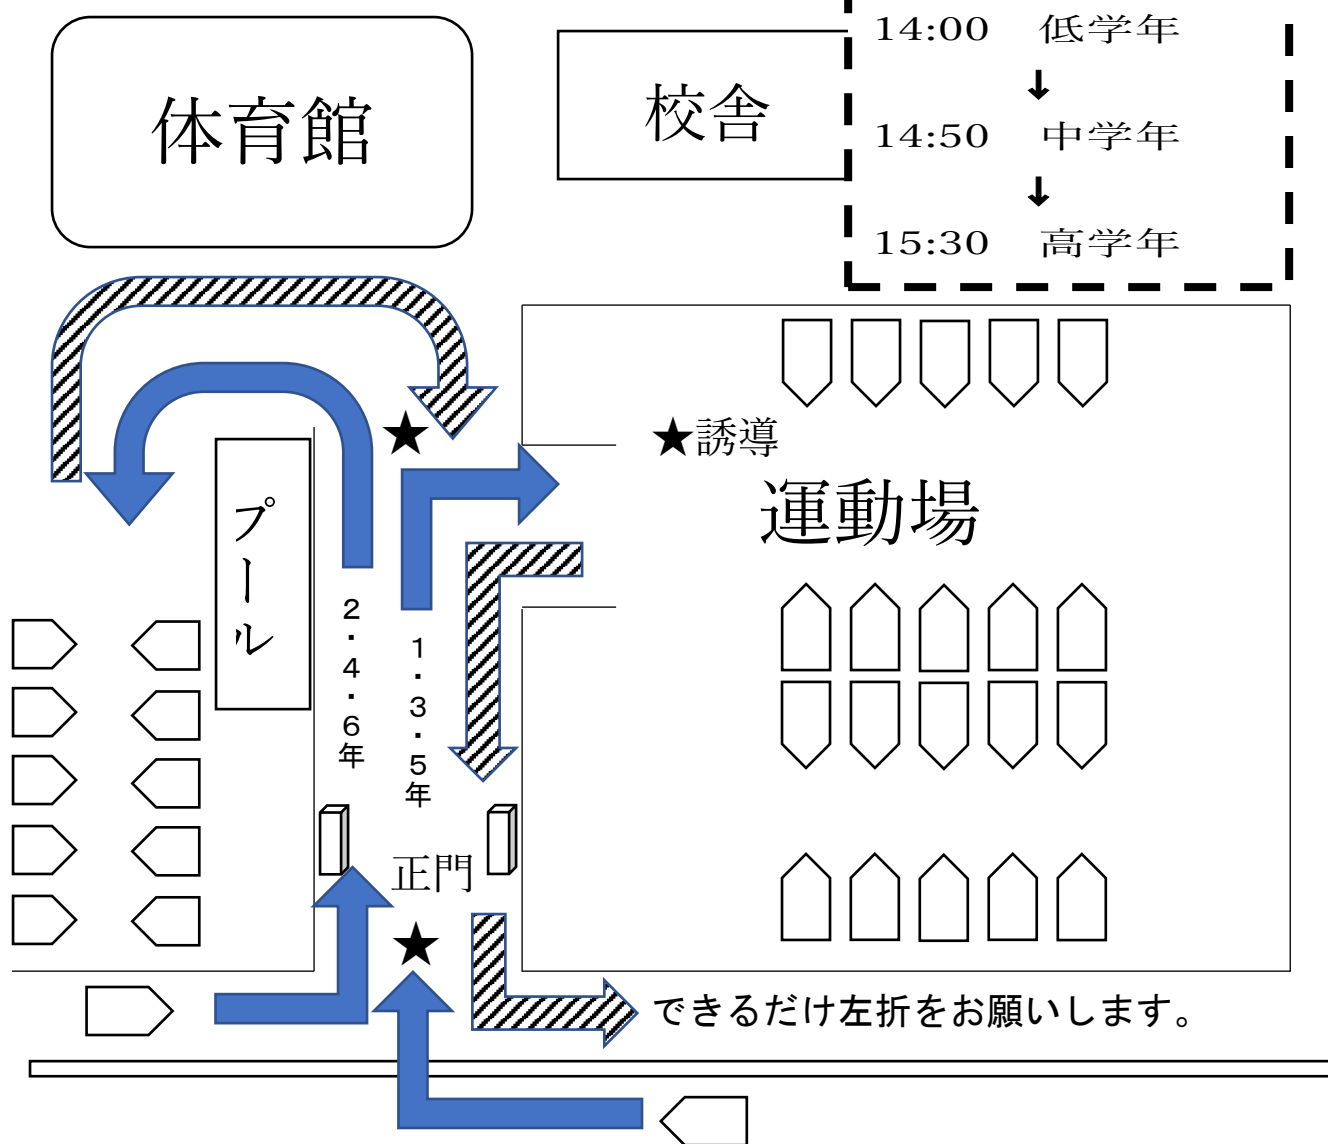 体育館
校舎
14:00　低学年
↓
14:50　中学年
↓
15:30　高学年
★
★誘導
運動場
プール
２・４・６年
１・３・５年
正門
★
できるだけ左折をお願いします。